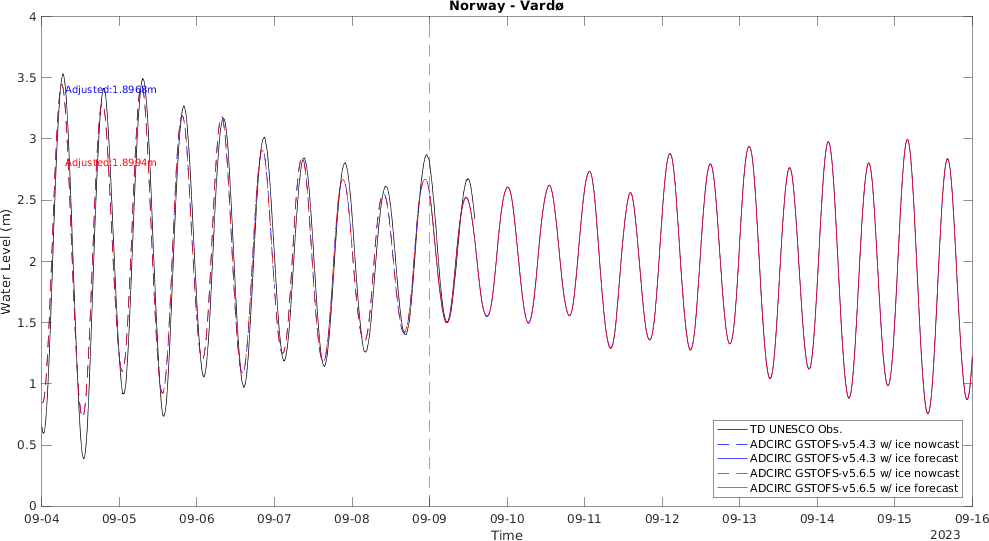 Norway - Vardø
Water Level (m)
4
3.5
3
2.5
2
1.5
1
0.5
0
Adjusted:1.8968m
Adjusted:1.8994m
TD UNESCO Obs.
ADCIRC GSTOFS-v5.4.3 w/ ice nowcast
ADCIRC GSTOFS-v5.4.3 w/ ice forecast
ADCIRC GSTOFS-v5.6.5 w/ ice nowcast
ADCIRC GSTOFS-v5.6.5 w/ ice forecast
09-04 09-05 09-06 09-07 09-08 09-09 09-10 09-11 09-12 09-13 09-14 09-15 09-16
Time
2023